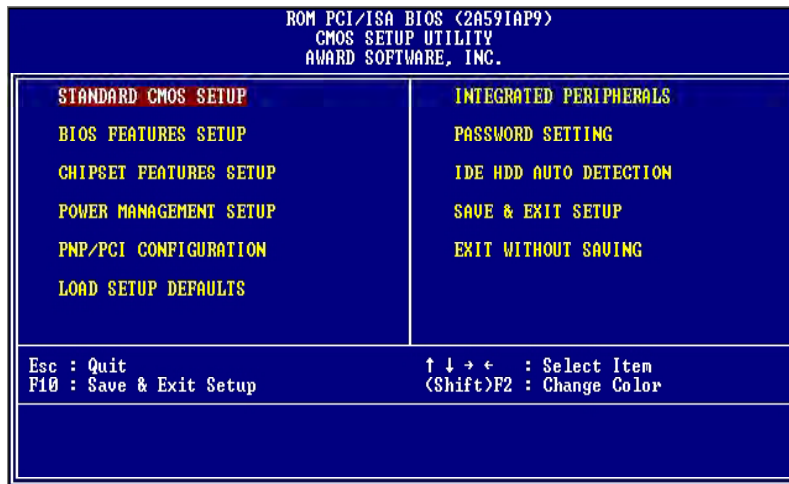 ROM PCI/ISA BIOS (2A59IAP9)
CMOS SETUP UTILITY
AWARD SOFTWARE, INC.
STANDARD CMOS SETUP
BIOS FEATURES SETUP
CHIPSET FEATURES SETUP
POWER MANAGEMENT SETUP
PNP/PCI CONFIGURATION
LOAD SETUP DEFAULTS
INTEGRATED PERIPHERALS
PASSWORD SETTING
IDE HDD AUTO DETECTION
SAVE & EXIT SETUP
EXIT WITHOUT SAVING
Esc : Quit
F10 : Save & Exit Setup
↑ ↓ → ← : Select Item
(Shift)F2 : Change Color